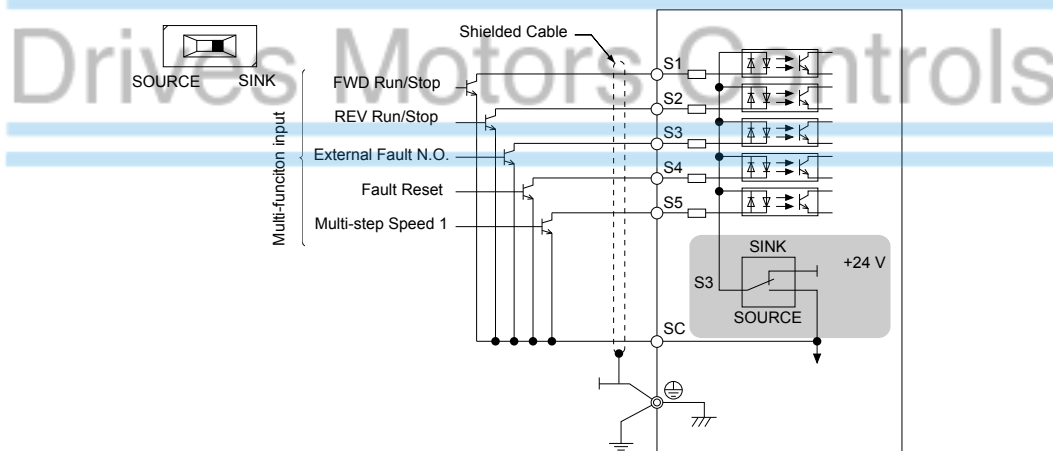 Drives Motors Controls
SOURCE SINK
Shielded Cable
Multi-funciton input
FWD Run/Stop
REV Run/Stop
External Fault N.O.
Fault Reset
Multi-step Speed 1
S1
S2
S3
S4
S5
SINK
+24 V
S3
SOURCE
SC